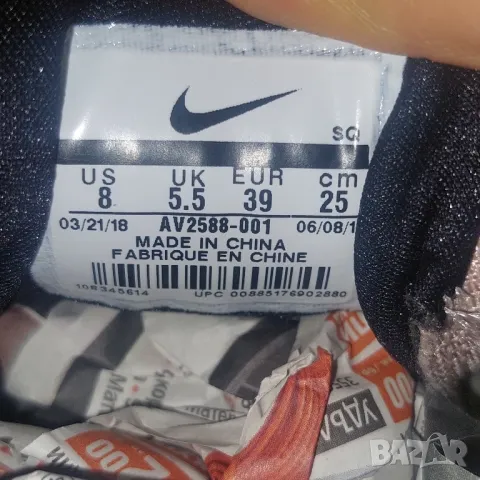 SQ
US UK EUR cm
8 5.5 39 25
03/21/18 AV2588-001 06/08/1
MADE IN CHINA
FABRIQUE EN CHINE
106345614 UPC 00885176902880
BAZAR